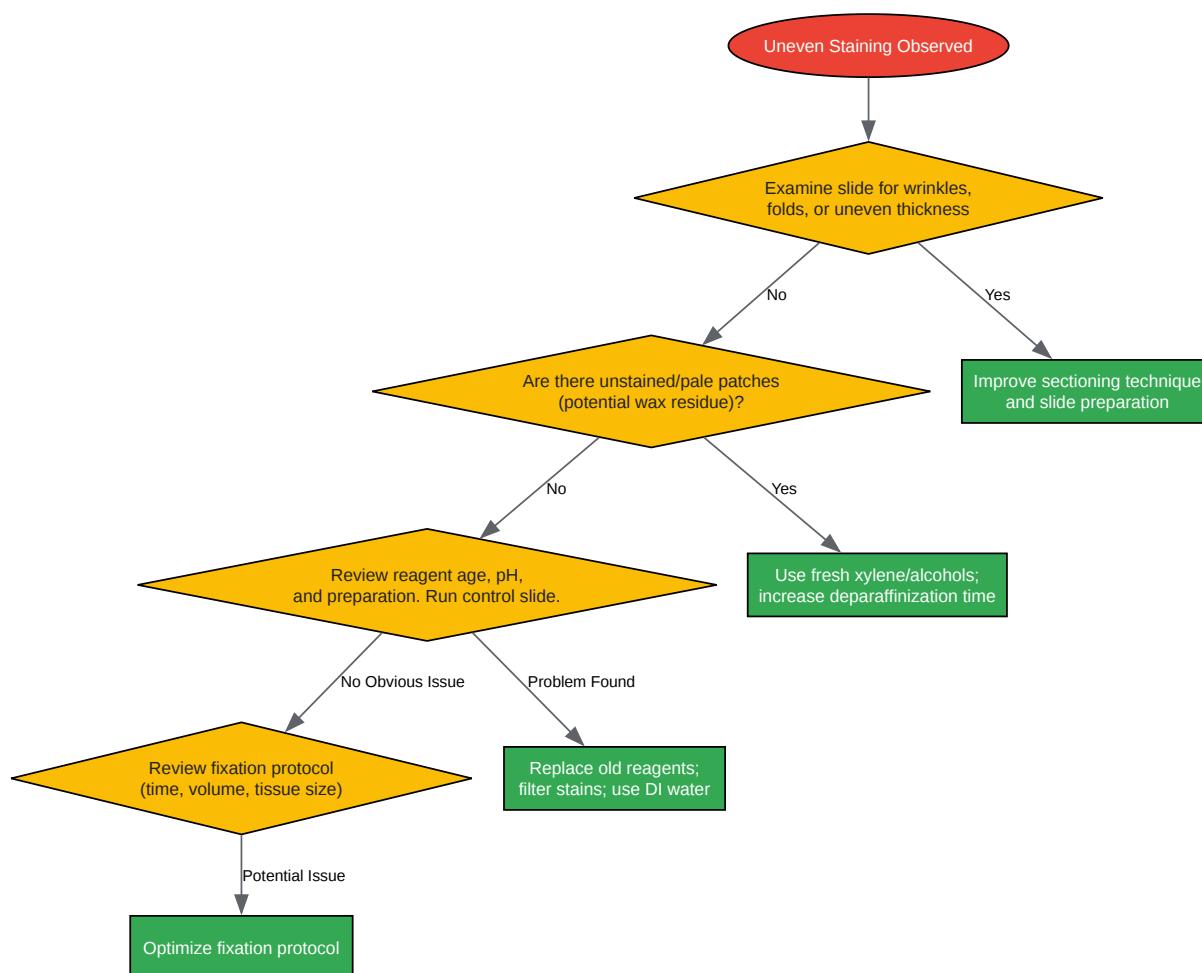 Uneven Staining Observed
Examine slide for wrinkles,
folds, or uneven thickness
No
Yes
Are there unstained/pale patches
(potential wax residue)?
Improve sectioning technique
and slide preparation
No
Yes
Review reagent age, pH,
and preparation. Run control slide.
Use fresh xylene/alcohols;
increase deparaffinization time
No Obvious Issue
Problem Found
Review fixation protocol
(time, volume, tissue size)
Replace old reagents;
filter stains; use DI water
Potential Issue
Optimize fixation protocol